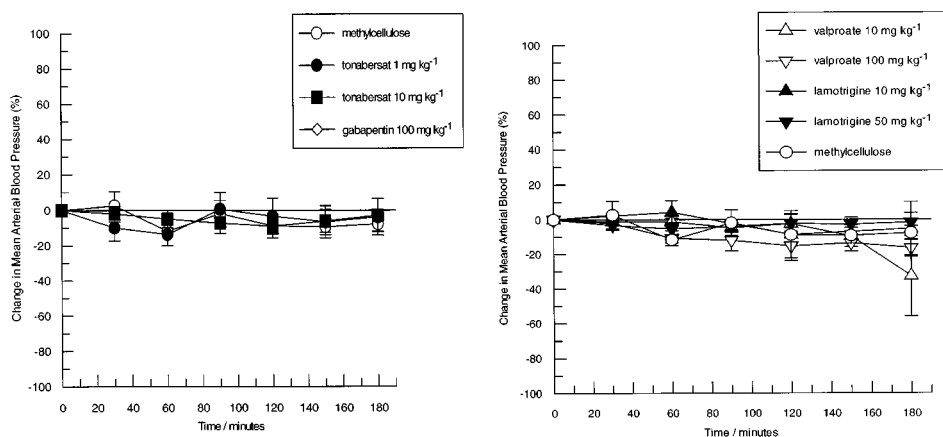 methylcellulose
tonabersat 1 mg kg-1
tonabersat 10 mg kg-1
gabapentin 100 mg kg-1
Change in Mean Arterial Blood Pressure (%)
100
80
60
40
20
0
-20
-40
-60
-80
-100
0 20 40 60 80 100 120 140 160 180
Time / minutes
valproate 10 mg kg-1
valproate 100 mg kg-1
lamotrigine 10 mg kg-1
lamotrigine 50 mg kg-1
methylcellulose
Change in Mean Arterial Blood Pressure (%)
100
80
60
40
20
0
-20
-40
-60
-80
-100
0 20 40 60 80 100 120 140 160 180
Time / minutes